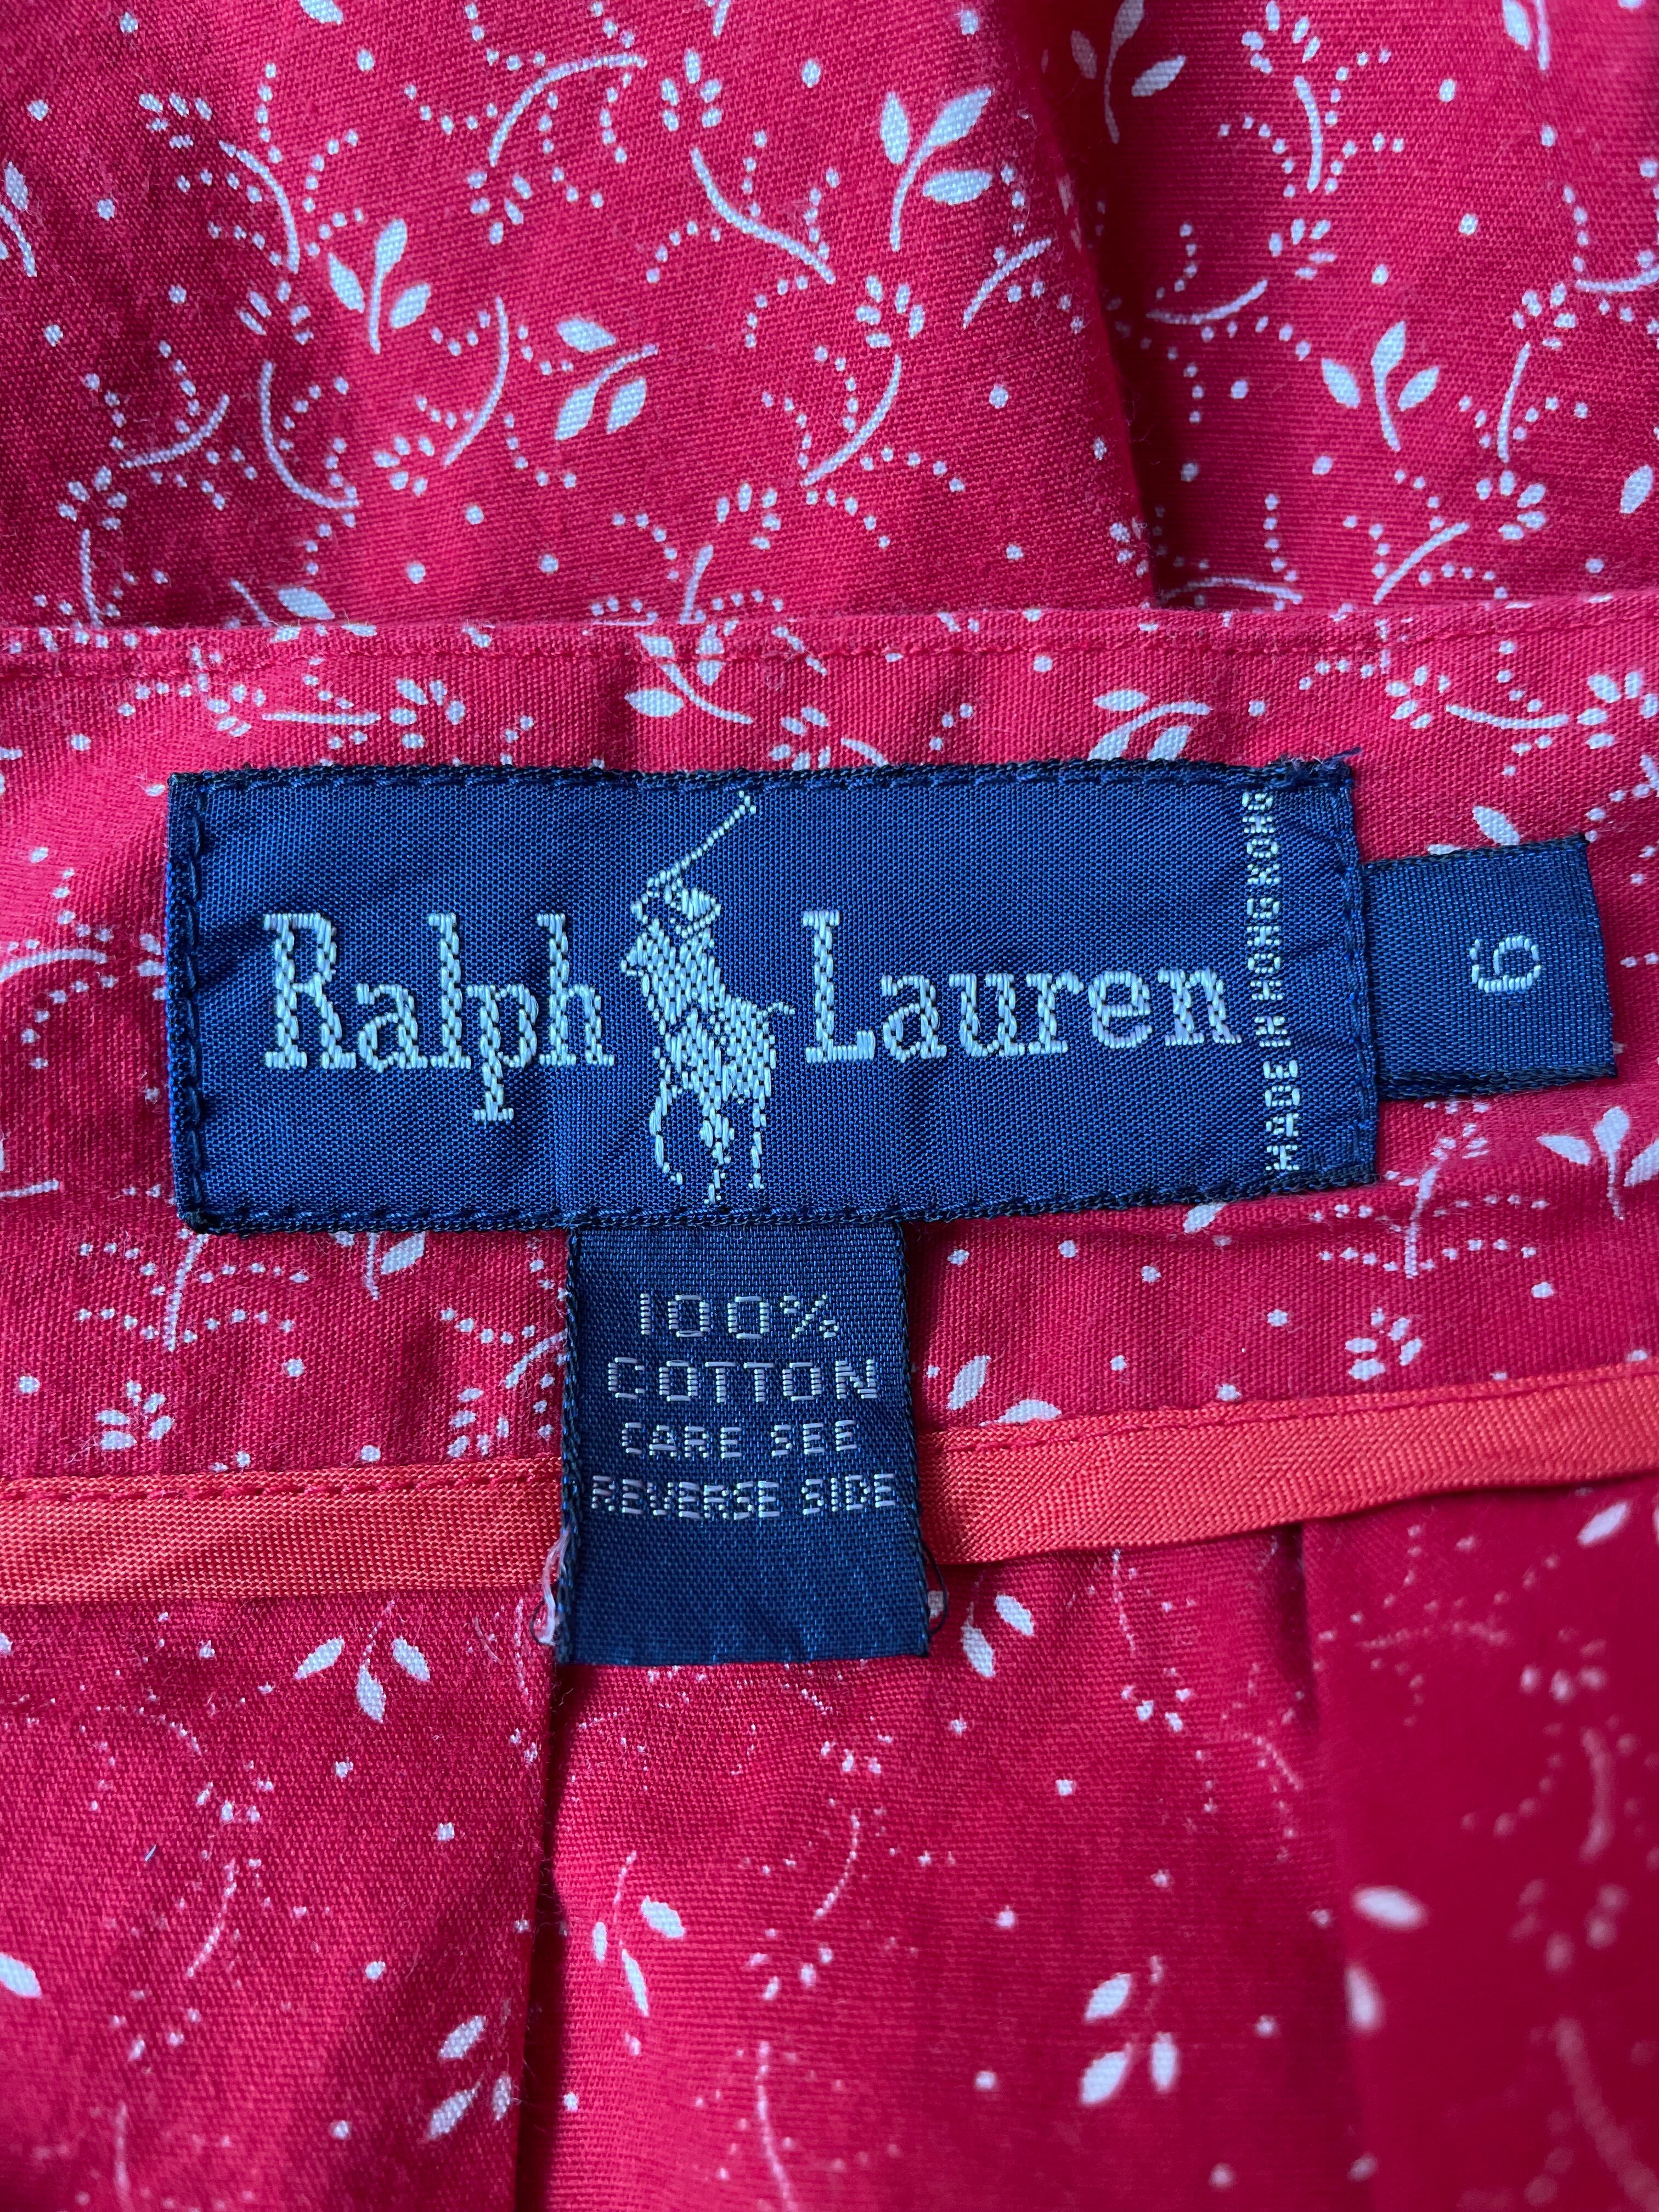 Ralph Lauren
MADE IN HONG KONG
6
100%
COTTON
CARE SEE
REVERSE SIDE